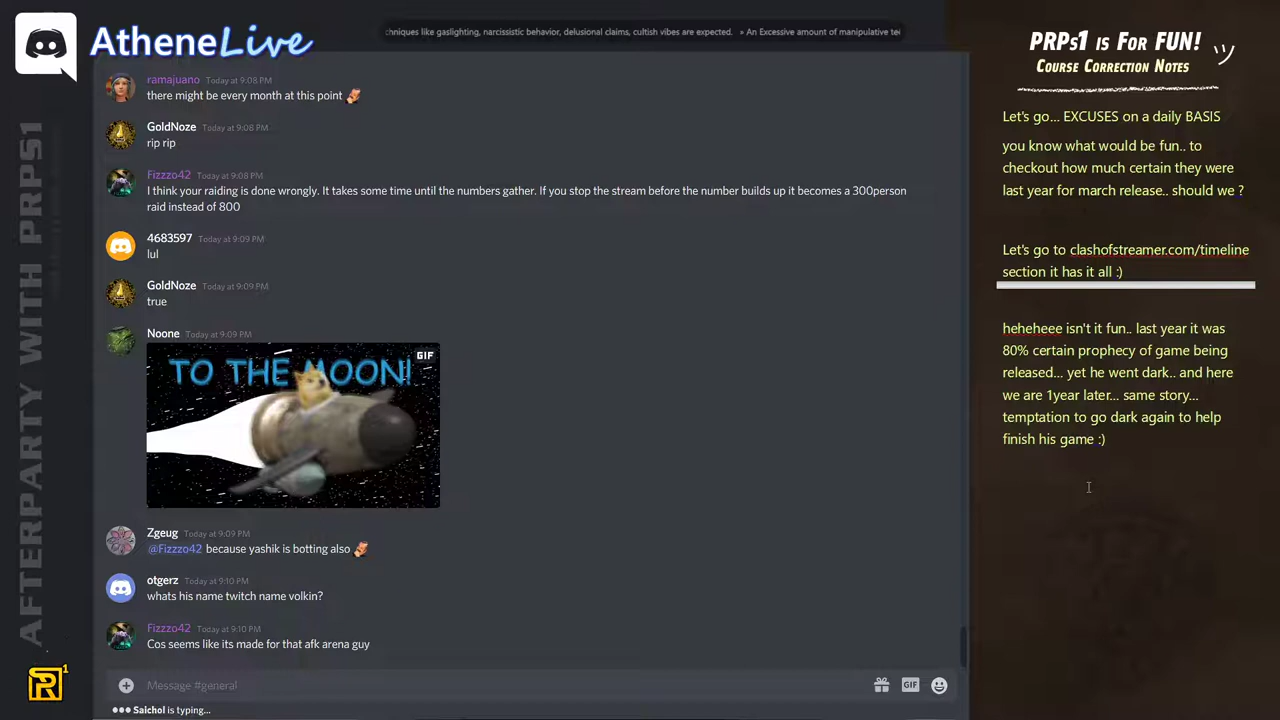 AtheneLive
chniques like gaslighting, narcissistic behavior, delusional claims, cultish vibes are expected. » An Excessive amount of manipulative
AFTERPARTY WITH PRPS1
ramajuano Today at 9:08 PM
there might be every month at this point
GoldNoze Today at 9:08 PM
rip rip
Fizzzo42 Today at 9:08 PM
I think your raiding is done wrongly. It takes some time until the numbers gather. If you stop the stream before the number builds up it becomes a 300person
raid instead of 800
4683597 Today at 9:09 PM
lul
GoldNoze Today at 9:09 PM
true
Noone Today at 9:09 PM
GIF
TO THE MOON!
Zgeug Today at 9:09 PM
@Fizzzo42 because yashik is botting also
otgerz Today at 9:10 PM
whats his name twitch name volkin?
Fizzzo42 Today at 9:10 PM
Cos seems like its made for that afk arena guy
Message #general
GIF
Salchol is typing...
R1
PRPS1 IS FOR FUN!
COURSE CORRECTION NOTES
Let's go... EXCUSES on a daily BASIS
you know what would be fun.. to
checkout how much certain they were
last year for march release.. should we ?
Let's go to clashofstreamer.com/timeline
section it has it all :)
heheheee isn't it fun.. last year it was
80% certain prophecy of game being
released... yet he went dark.. and here
we are 1year later... same story...
temptation to go dark again to help
finish his game :)